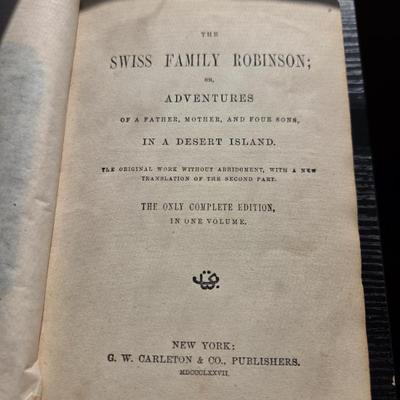 THE
SWISS FAMILY ROBINSON;
OR,
ADVENTURES
OF A FATHER, MOTHER, AND FOUR SONS,
IN A DESERT ISLAND.
THE ORIGINAL WORK WITHOUT ABRIDGMENT, WITH A NEW
TRANSLATION OF THE SECOND PART.
THE ONLY COMPLETE EDITION,
IN ONE VOLUME.
NEW YORK:
G. W. CARLETON & CO., PUBLISHERS.
MDCCCLXXVII.